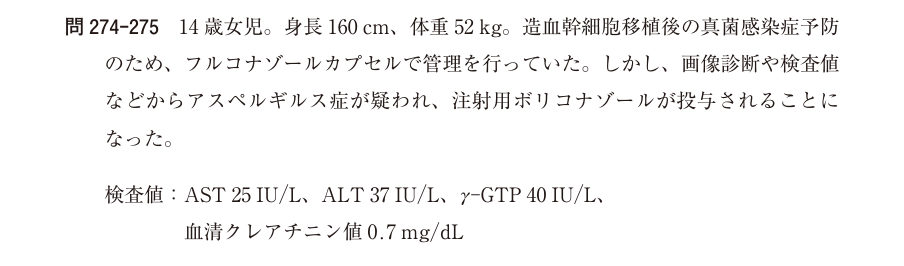 問 274−275 14 歳女児。身長 160 cm、体重 52 kg。造血幹細胞移植後の真菌感染症予防
のため、フルコナゾールカプセルで管理を行っていた。しかし、画像診断や検査値
などからアスペルギルス症が疑われ、注射用ボリコナゾールが投与されることに
なった。
検査値：AST 25 IU/L、ALT 37 IU/L、γ−GTP 40 IU/L、
血清クレアチニン値 0.7 mg/dL